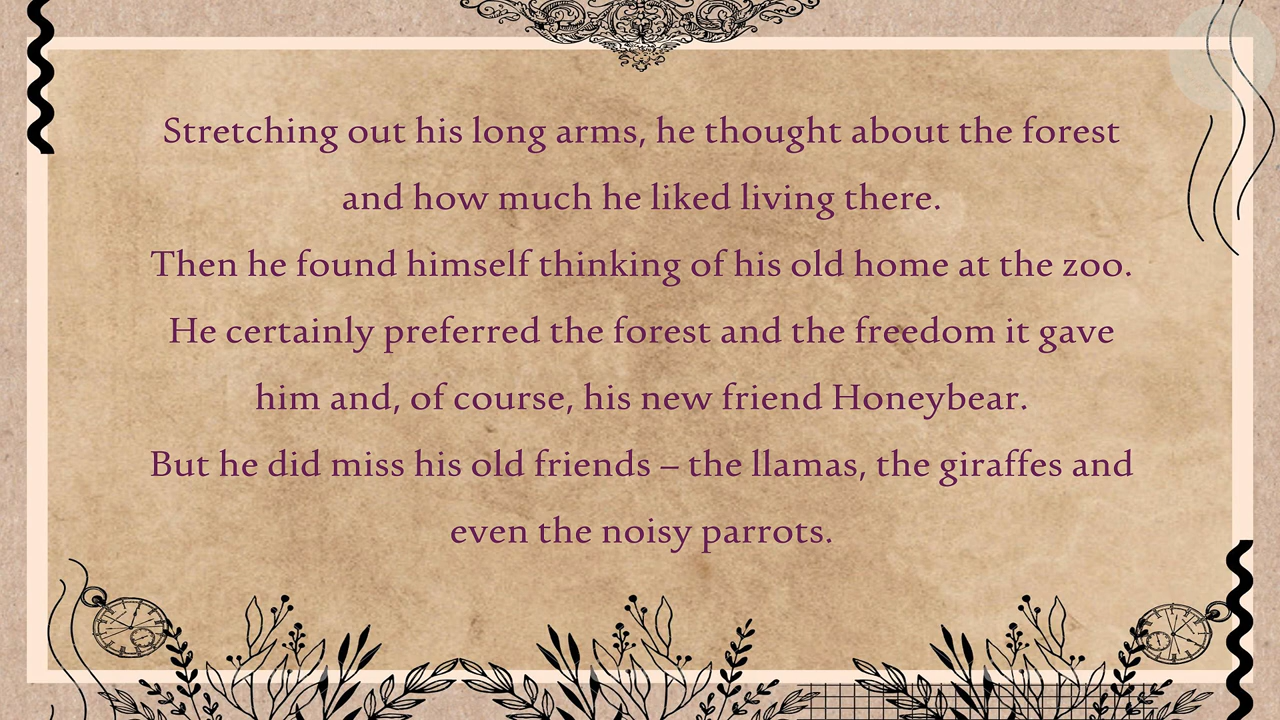 Stretching out his long arms, he thought about the forest
and how much he liked living there.
Then he found himself thinking of his old home at the zoo.
He certainly preferred the forest and the freedom it gave
him and, of course, his new friend Honeybear.
But he did miss his old friends – the llamas, the giraffes and
even the noisy parrots.